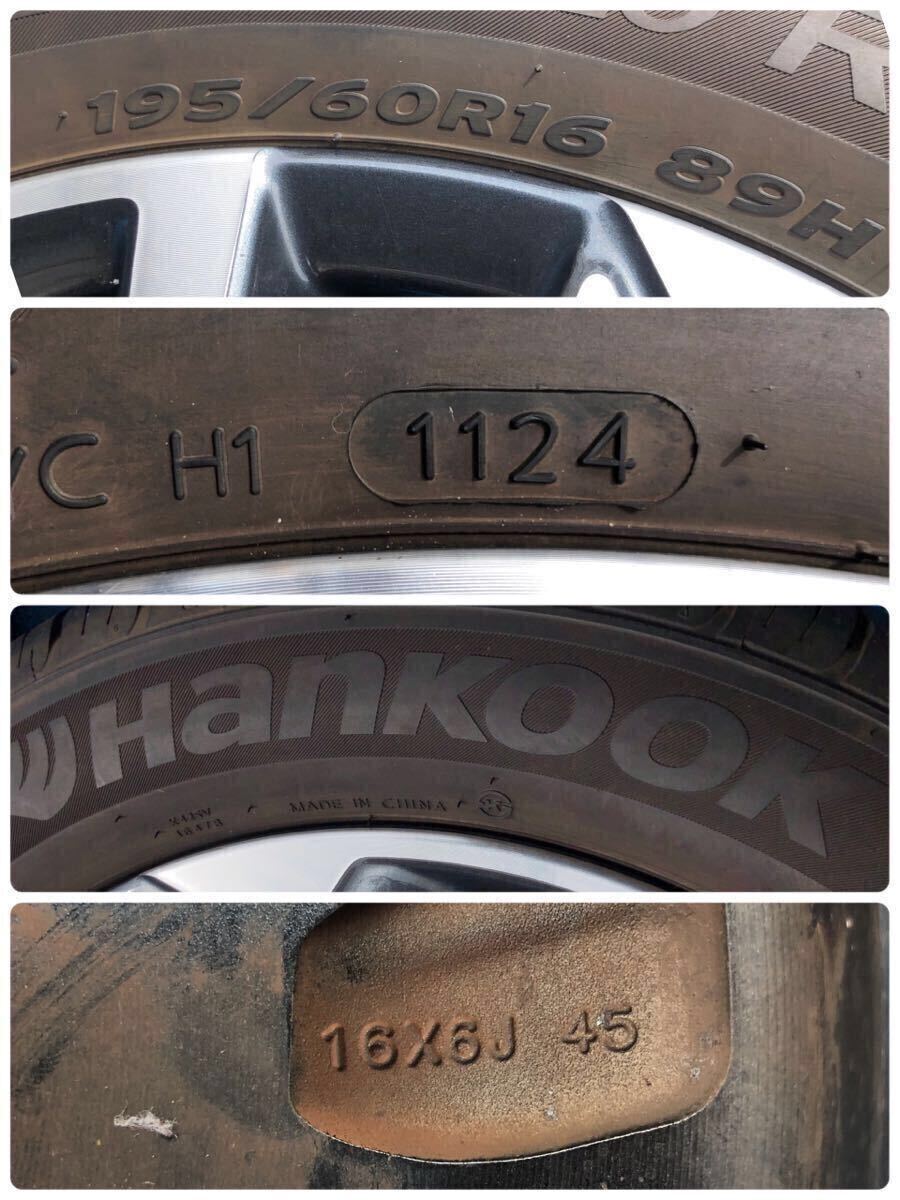 R
195/60R16 89H
C H1 1124
Hankook
MADE IN CHINA
16X6J 45